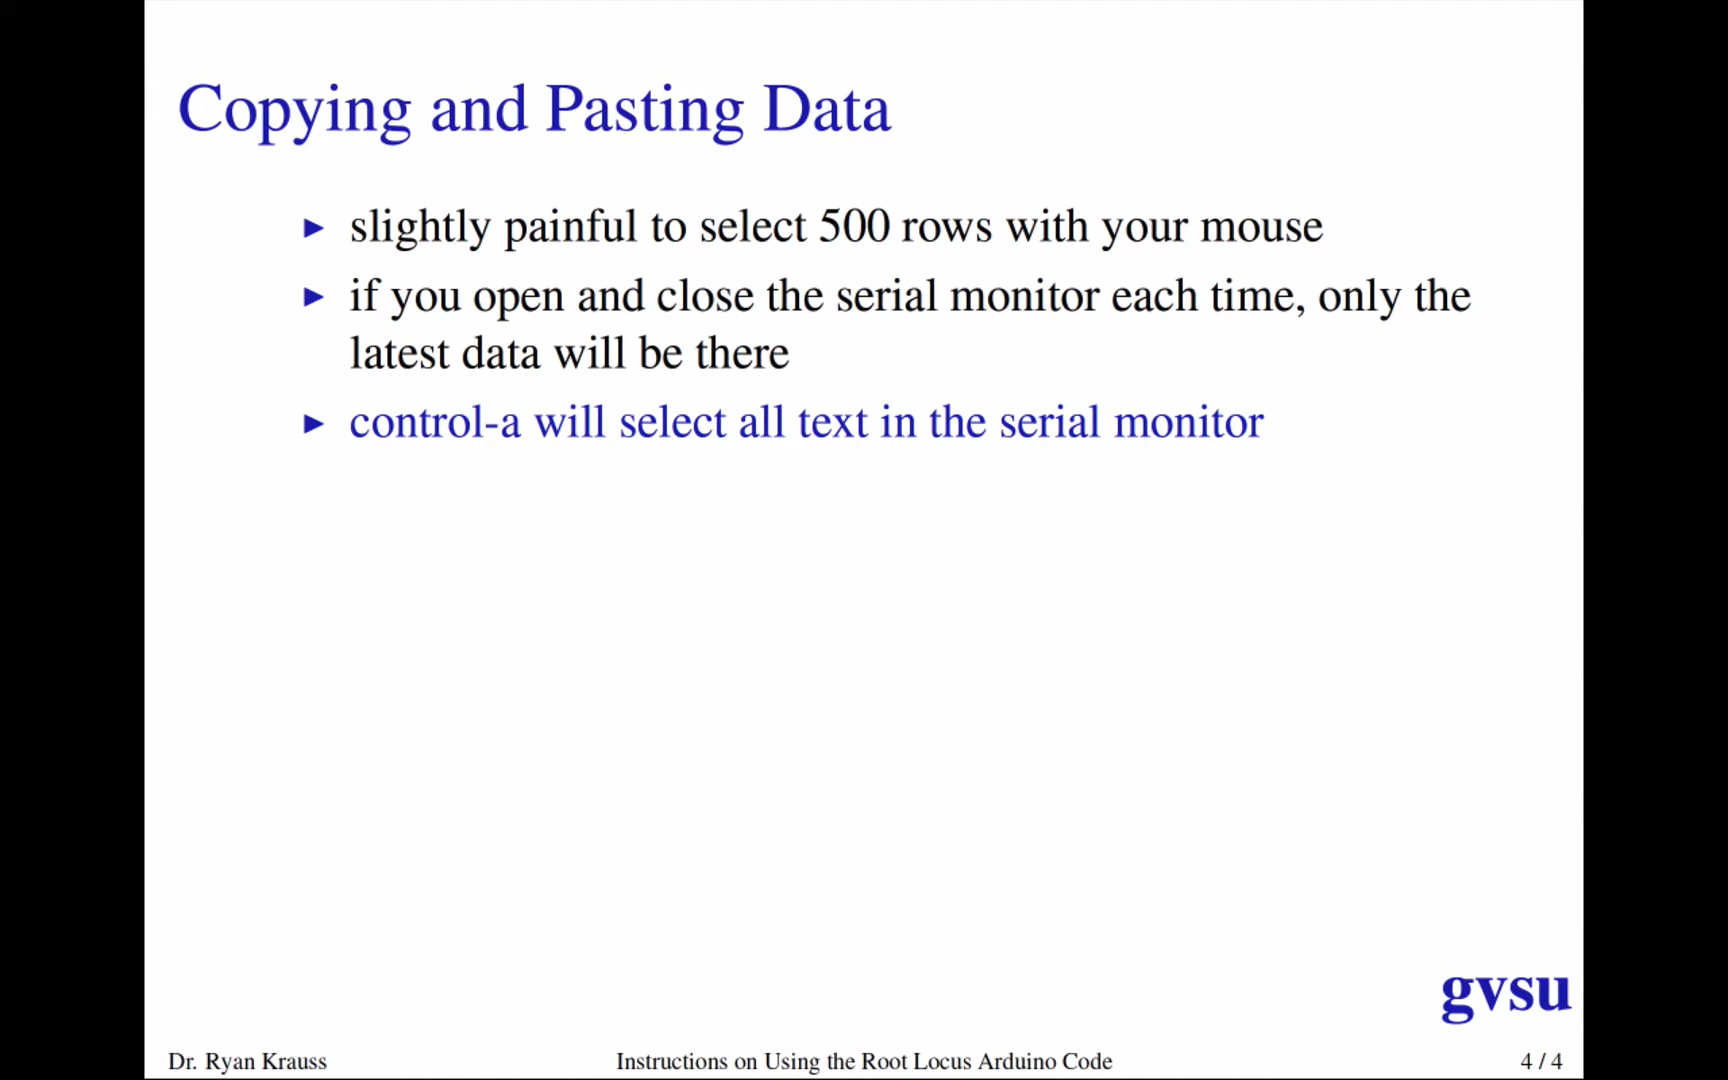 Copying and Pasting Data
▶ slightly painful to select 500 rows with your mouse
▶ if you open and close the serial monitor each time, only the
latest data will be there
▶ control-a will select all text in the serial monitor
gvsu
Dr. Ryan Krauss
Instructions on Using the Root Locus Arduino Code
4 / 4